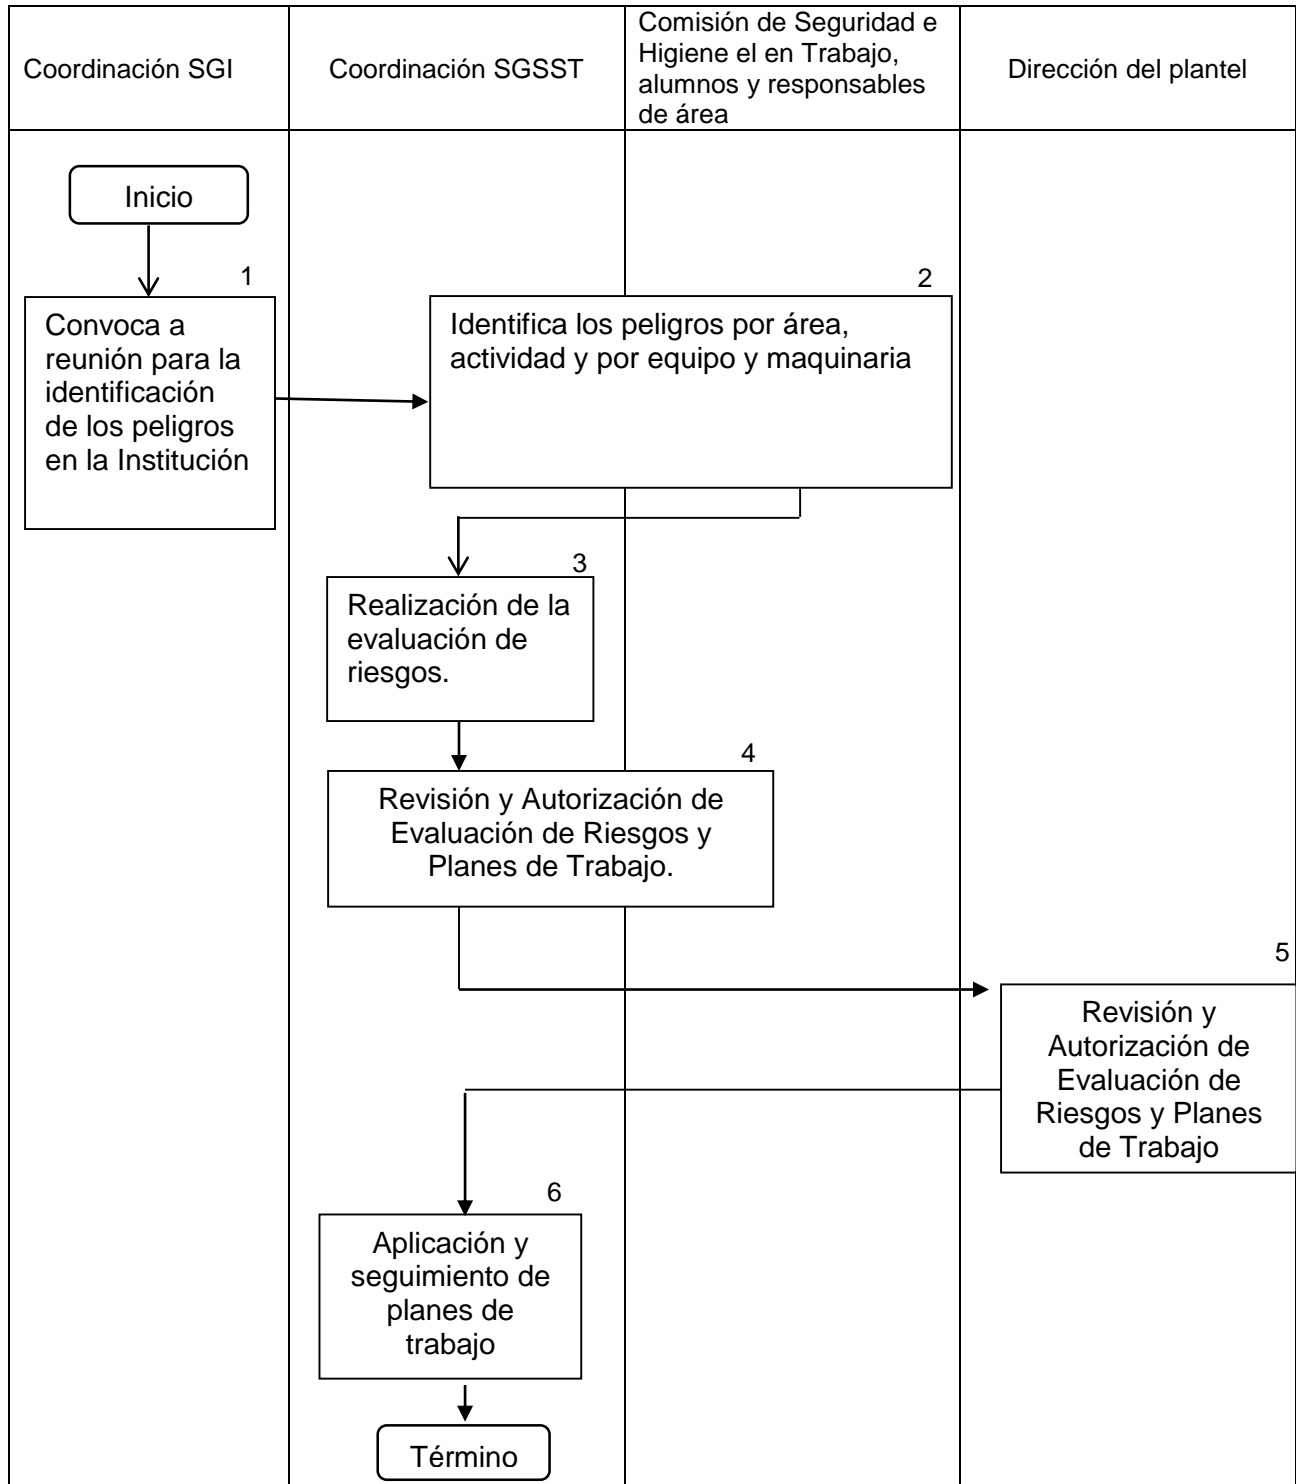 Coordinación SGI
Coordinación SGSST
Comisión de Seguridad e
Higiene el en Trabajo,
alumnos y responsables
de área
Dirección del plantel
Inicio
1
Convoca a
reunión para la
identificación
de los peligros
en la Institución
2
Identifica los peligros por área,
actividad y por equipo y maquinaria
3
Realización de la
evaluación de
riesgos.
4
Revisión y Autorización de
Evaluación de Riesgos y
Planes de Trabajo.
5
Revisión y
Autorización de
Evaluación de
Riesgos y Planes
de Trabajo
6
Aplicación y
seguimiento de
planes de
trabajo
Término